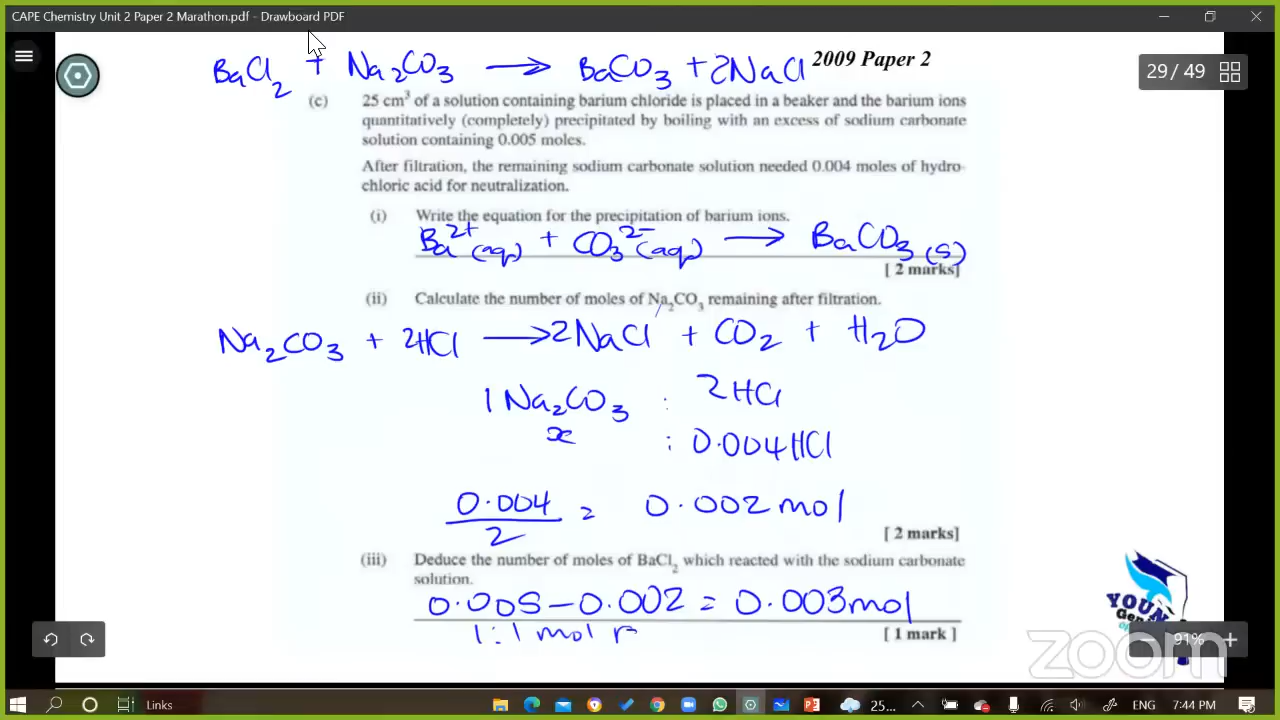 CAPE Chemistry Unit 2 Paper 2 Marathon.pdf - Drawboard PDF
BaCl₂ + Na₂CO₃ → BaCO₃ + 2NaCl
2009 Paper 2
29 / 49
(c) 25 cm³ of a solution containing barium chloride is placed in a beaker and the barium ions
quantitatively (completely) precipitated by boiling with an excess of sodium carbonate
solution containing 0.005 moles.
After filtration, the remaining sodium carbonate solution needed 0.004 moles of hydro-
chloric acid for neutralization.
(i) Write the equation for the precipitation of barium ions.
Ba²⁺(aq) + CO₃²⁻(aq) → BaCO₃(s)
[ 2 marks]
(ii) Calculate the number of moles of Na₂CO₃ remaining after filtration.
Na₂CO₃ + 2HCl → 2NaCl + CO₂ + H₂O
1 Na₂CO₃ : 2HCl
x : 0.004HCl
0.004
2
= 0.002 mol
[ 2 marks]
(iii) Deduce the number of moles of BaCl₂ which reacted with the sodium carbonate
solution.
0.005 - 0.002 = 0.003 mol
1:1 mol r
[ 1 mark ]
YOUN
zoom
91%
Links
25...
ENG
7:44 PM